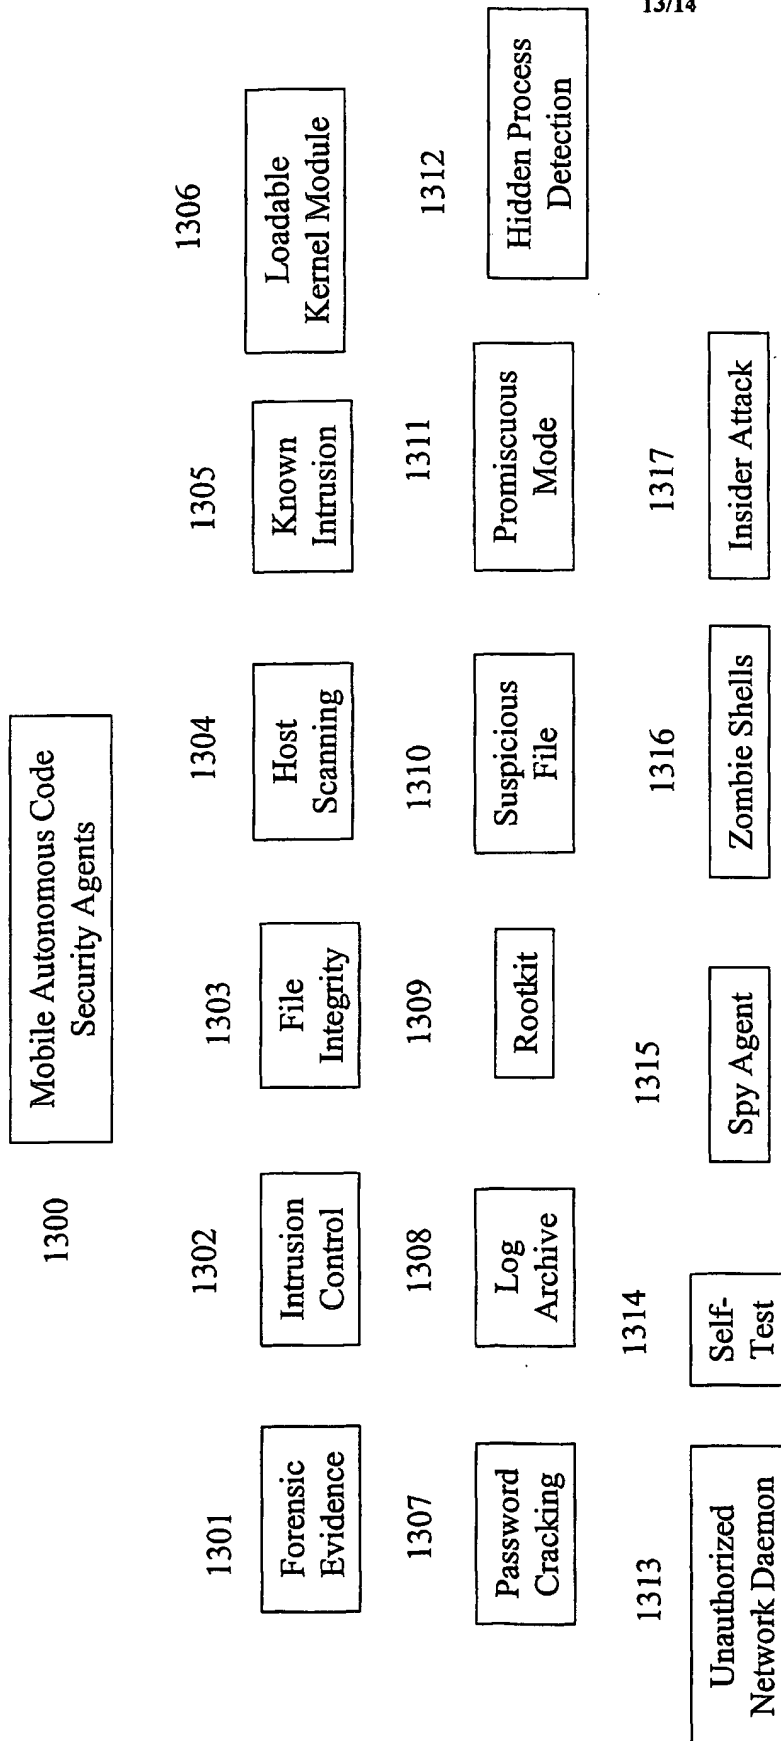 13/14
1300
Mobile Autonomous Code
Security Agents
1301
Forensic
Evidence
1302
Intrusion
Control
1303
File
Integrity
1304
Host
Scanning
1305
Known
Intrusion
1306
Loadable
Kernel Module
1307
Password
Cracking
1308
Log
Archive
1309
Rootkit
1310
Suspicious
File
1311
Promiscuous
Mode
1312
Hidden Process
Detection
1313
Unauthorized
Network Daemon
1314
Self-
Test
1315
Spy Agent
1316
Zombie Shells
1317
Insider Attack